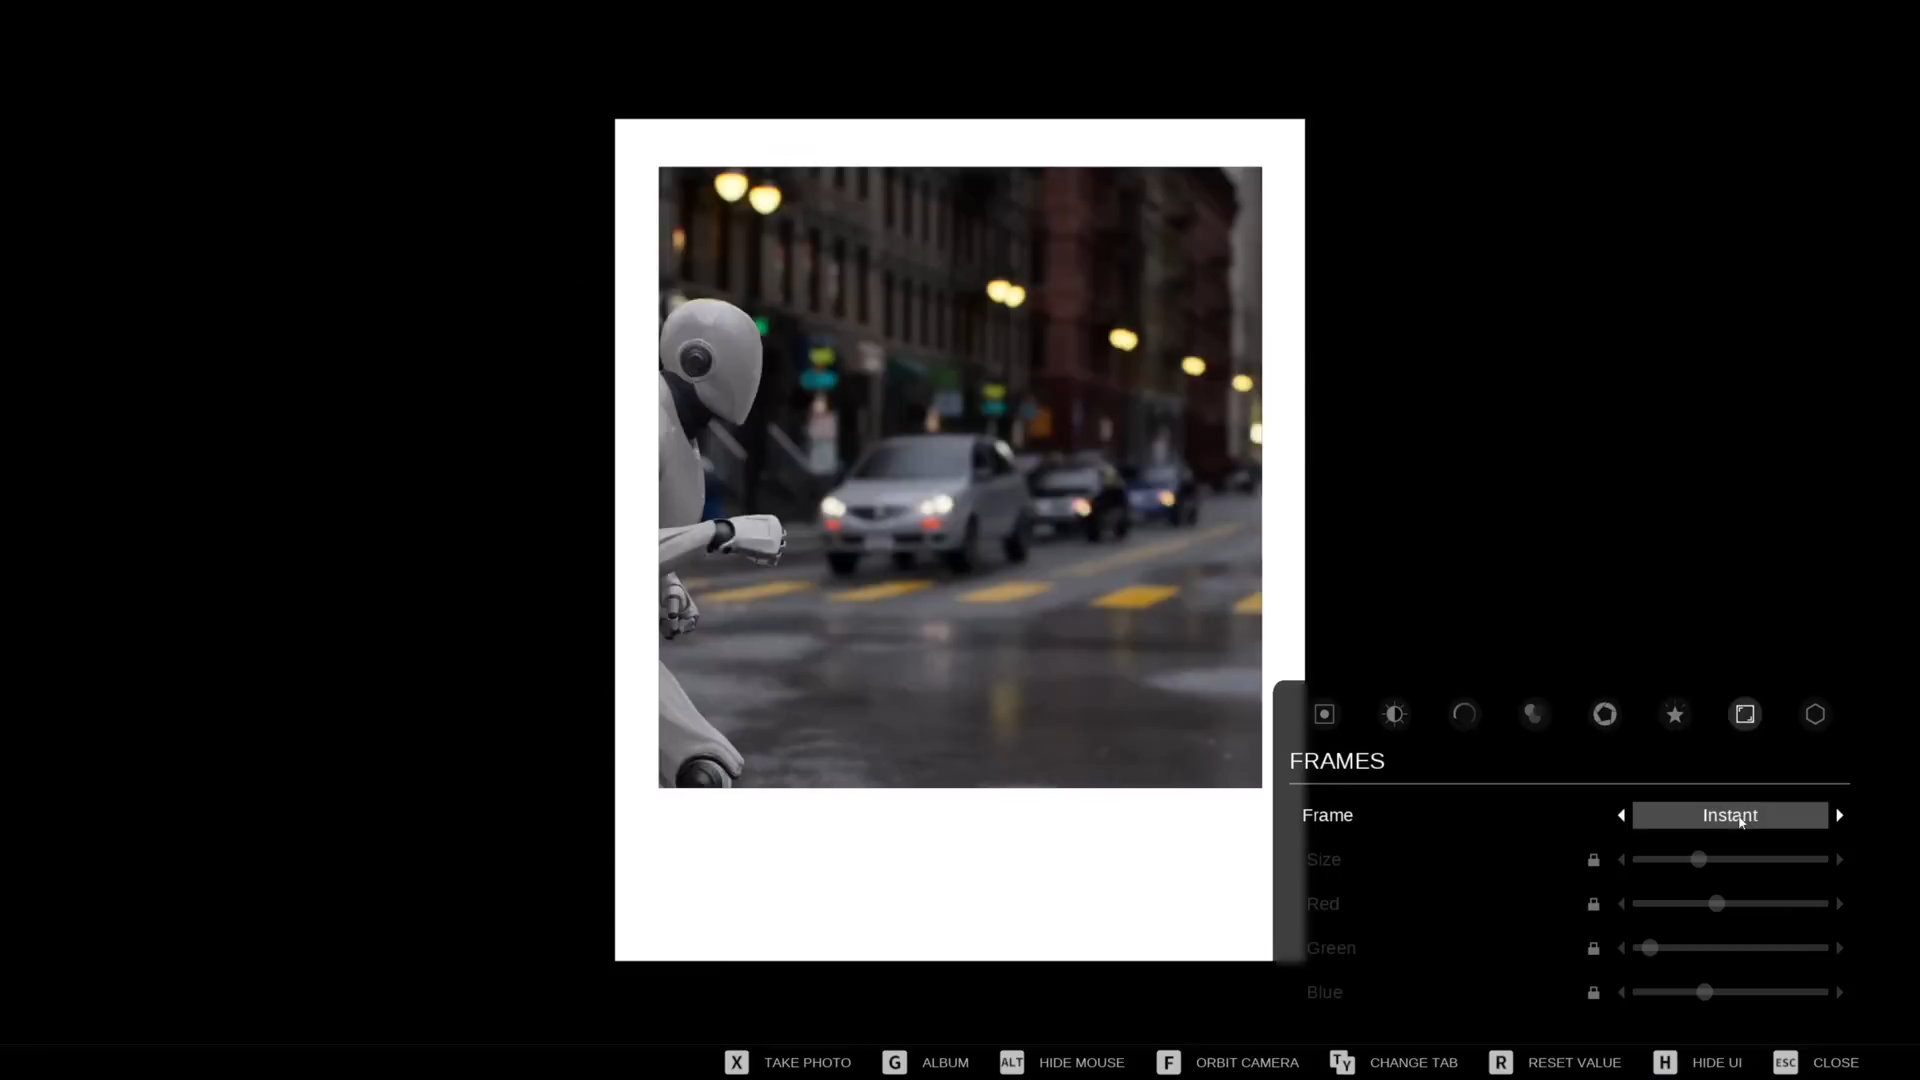 FRAMES
Frame Instant
Size
Red
Green
Blue
X TAKE PHOTO G ALBUM ALT HIDE MOUSE F ORBIT CAMERA T Y CHANGE TAB R RESET VALUE H HIDE UI ESC CLOSE